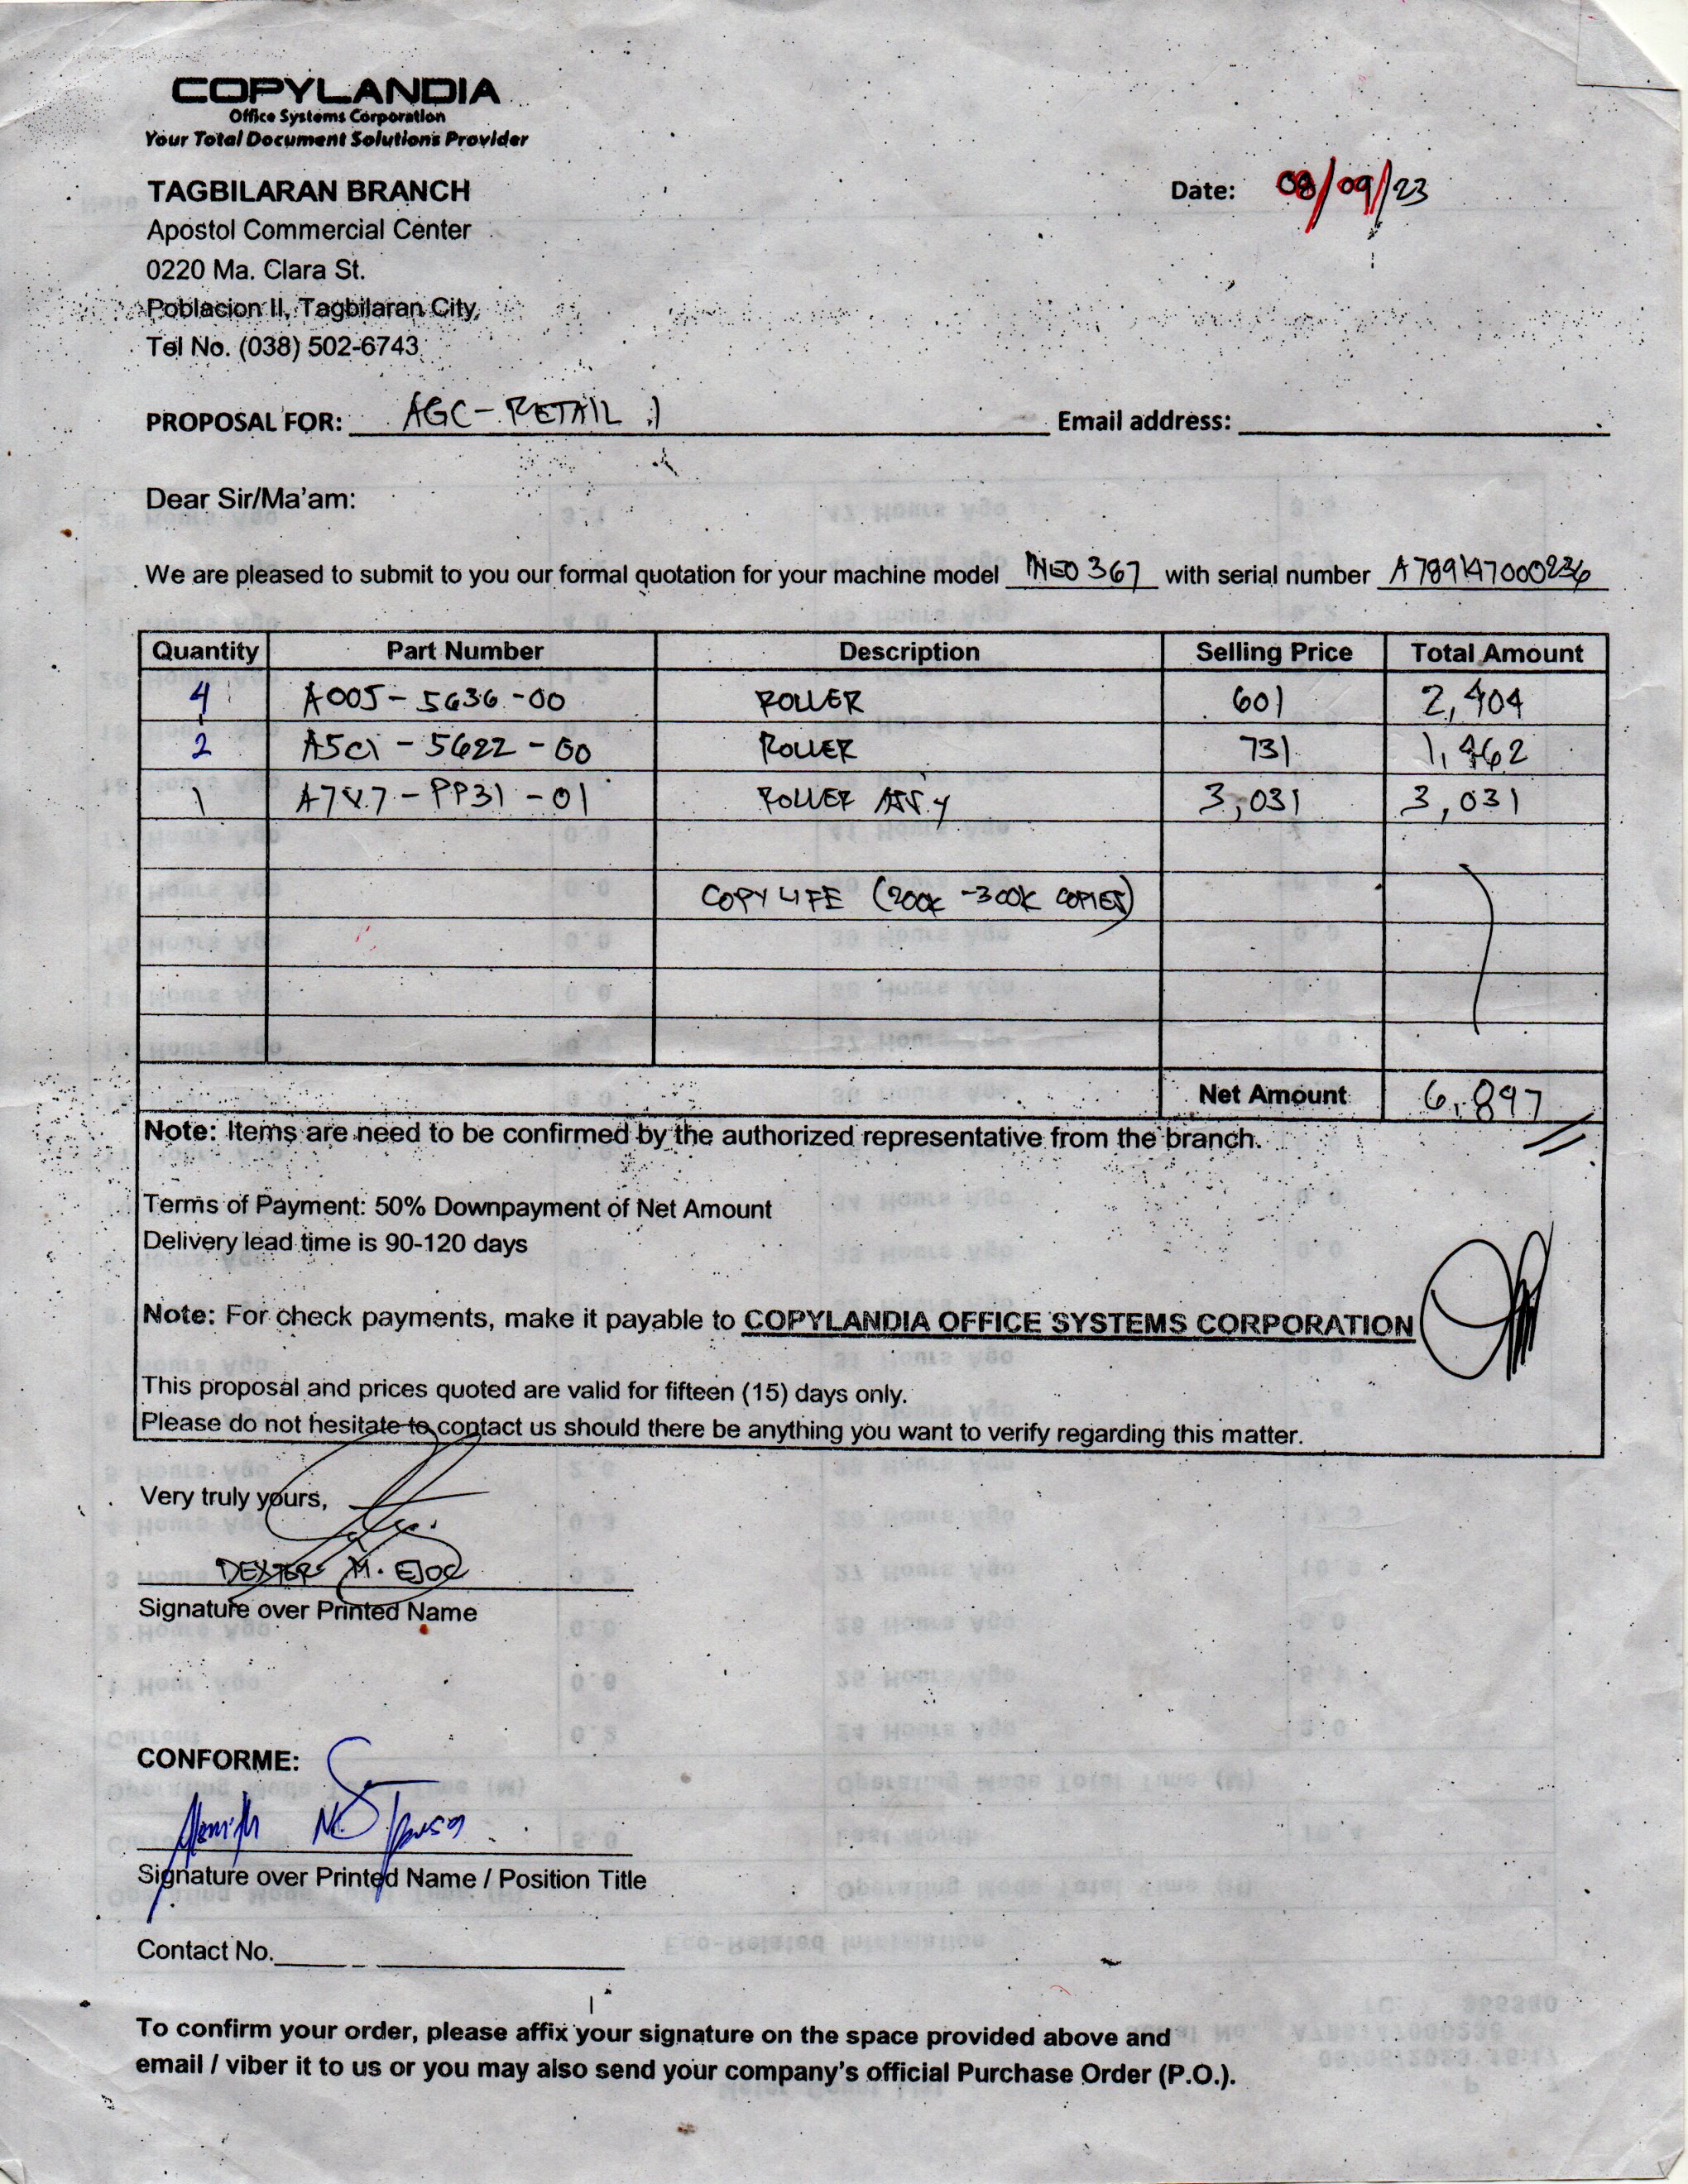 COPYLANDIA
Office Systems Corporation
Your Total Document Solutions Provider
TAGBILARAN BRANCH
Date: 08/09/23
Apostol Commercial Center
0220 Ma. Clara St.
Poblacion II, Tagbilaran City,
Tel No. (038) 502-6743
PROPOSAL FOR: AGC-RETAIL 1 Email address:
Dear Sir/Ma'am:
We are pleased to submit to you our formal quotation for your machine model INEO 367 with serial number A789147000236
Quantity Part Number Description Selling Price Total Amount
4 A00J-5636-00 ROLLER 601 2,404
2 A5C1-5622-00 ROLLER 731 1,462
1 A7V7-PP31-01 ROLLER ASS'Y 3,031 3,031
COPY LIFE (200K-300K COPIES)
Net Amount 6,897
Note: Items are need to be confirmed by the authorized representative from the branch.
Terms of Payment: 50% Downpayment of Net Amount
Delivery lead time is 90-120 days
Note: For check payments, make it payable to COPYLANDIA OFFICE SYSTEMS CORPORATION
This proposal and prices quoted are valid for fifteen (15) days only.
Please do not hesitate to contact us should there be anything you want to verify regarding this matter.
Very truly yours,
DEXTER M. EJOC
Signature over Printed Name
CONFORME:
Signature over Printed Name / Position Title
Contact No.
To confirm your order, please affix your signature on the space provided above and
email / viber it to us or you may also send your company's official Purchase Order (P.O.).